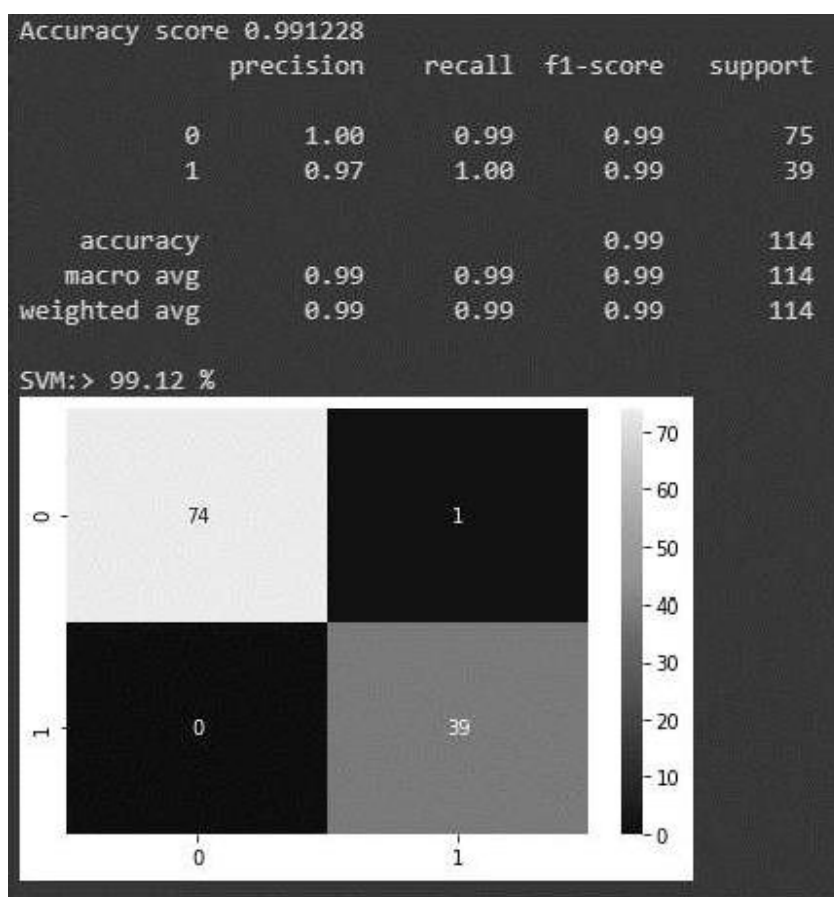 Accuracy score 0.991228
precision recall f1-score support
0 1.00 0.99 0.99 75
1 0.97 1.00 0.99 39
accuracy 0.99 114
macro avg 0.99 0.99 0.99 114
weighted avg 0.99 0.99 0.99 114
SVM:> 99.12 %
70
60
50
40
30
20
10
0
0
74 1
1
0 39
0 1